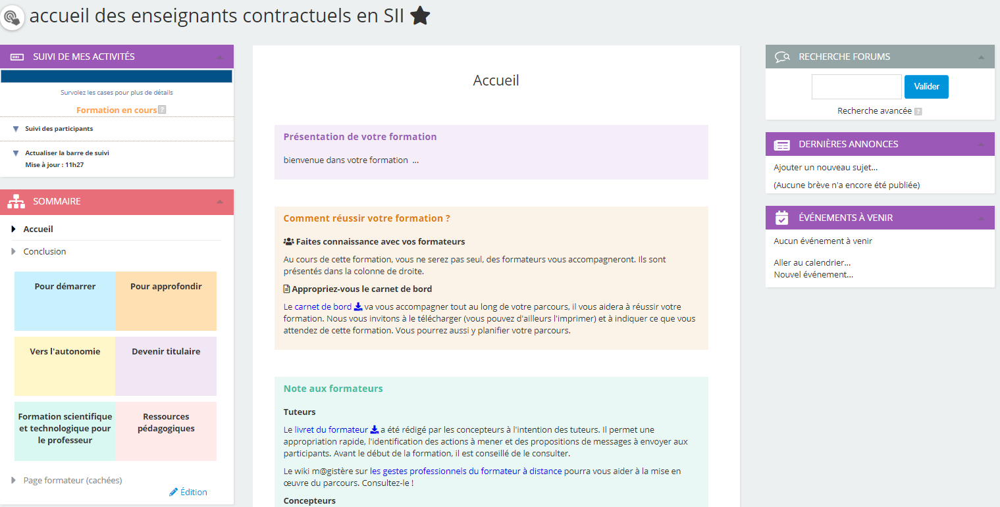 accueil des enseignants contractuels en SII
SUIVI DE MES ACTIVITÉS
Survolez les cases pour plus de détails
Formation en cours ?
Suivi des participants
Actualiser la barre de suivi
Mise à jour : 11h27
SOMMAIRE
Accueil
Conclusion
Pour démarrer
Pour approfondir
Vers l'autonomie
Devenir titulaire
Formation scientifique
et technologique pour
le professeur
Ressources
pédagogiques
Page formateur (cachées)
Édition
Accueil
Présentation de votre formation
bienvenue dans votre formation ...
Comment réussir votre formation ?
Faites connaissance avec vos formateurs
Au cours de cette formation, vous ne serez pas seul, des formateurs vous accompagneront. Ils sont
présentés dans la colonne de droite.
Appropriez-vous le carnet de bord
Le carnet de bord va vous accompagner tout au long de votre parcours, il vous aidera à réussir votre
formation. Nous vous invitons à le télécharger (vous pouvez d'ailleurs l'imprimer) et à indiquer ce que vous
attendez de cette formation. Vous pourrez aussi y planifier votre parcours.
Note aux formateurs
Tuteurs
Le livret du formateur a été rédigé par les concepteurs à l'intention des tuteurs. Il permet une
appropriation rapide, l'identification des actions à mener et des propositions de messages à envoyer aux
participants. Avant le début de la formation, il est conseillé de le consulter.
Le wiki m@gistère sur les gestes professionnels du formateur à distance pourra vous aider à la mise en
œuvre du parcours. Consultez-le !
Concepteurs
RECHERCHE FORUMS
Valider
Recherche avancée ?
DERNIÈRES ANNONCES
Ajouter un nouveau sujet...
(Aucune brève n'a encore été publiée)
ÉVÉNEMENTS À VENIR
Aucun événement à venir
Aller au calendrier...
Nouvel événement...